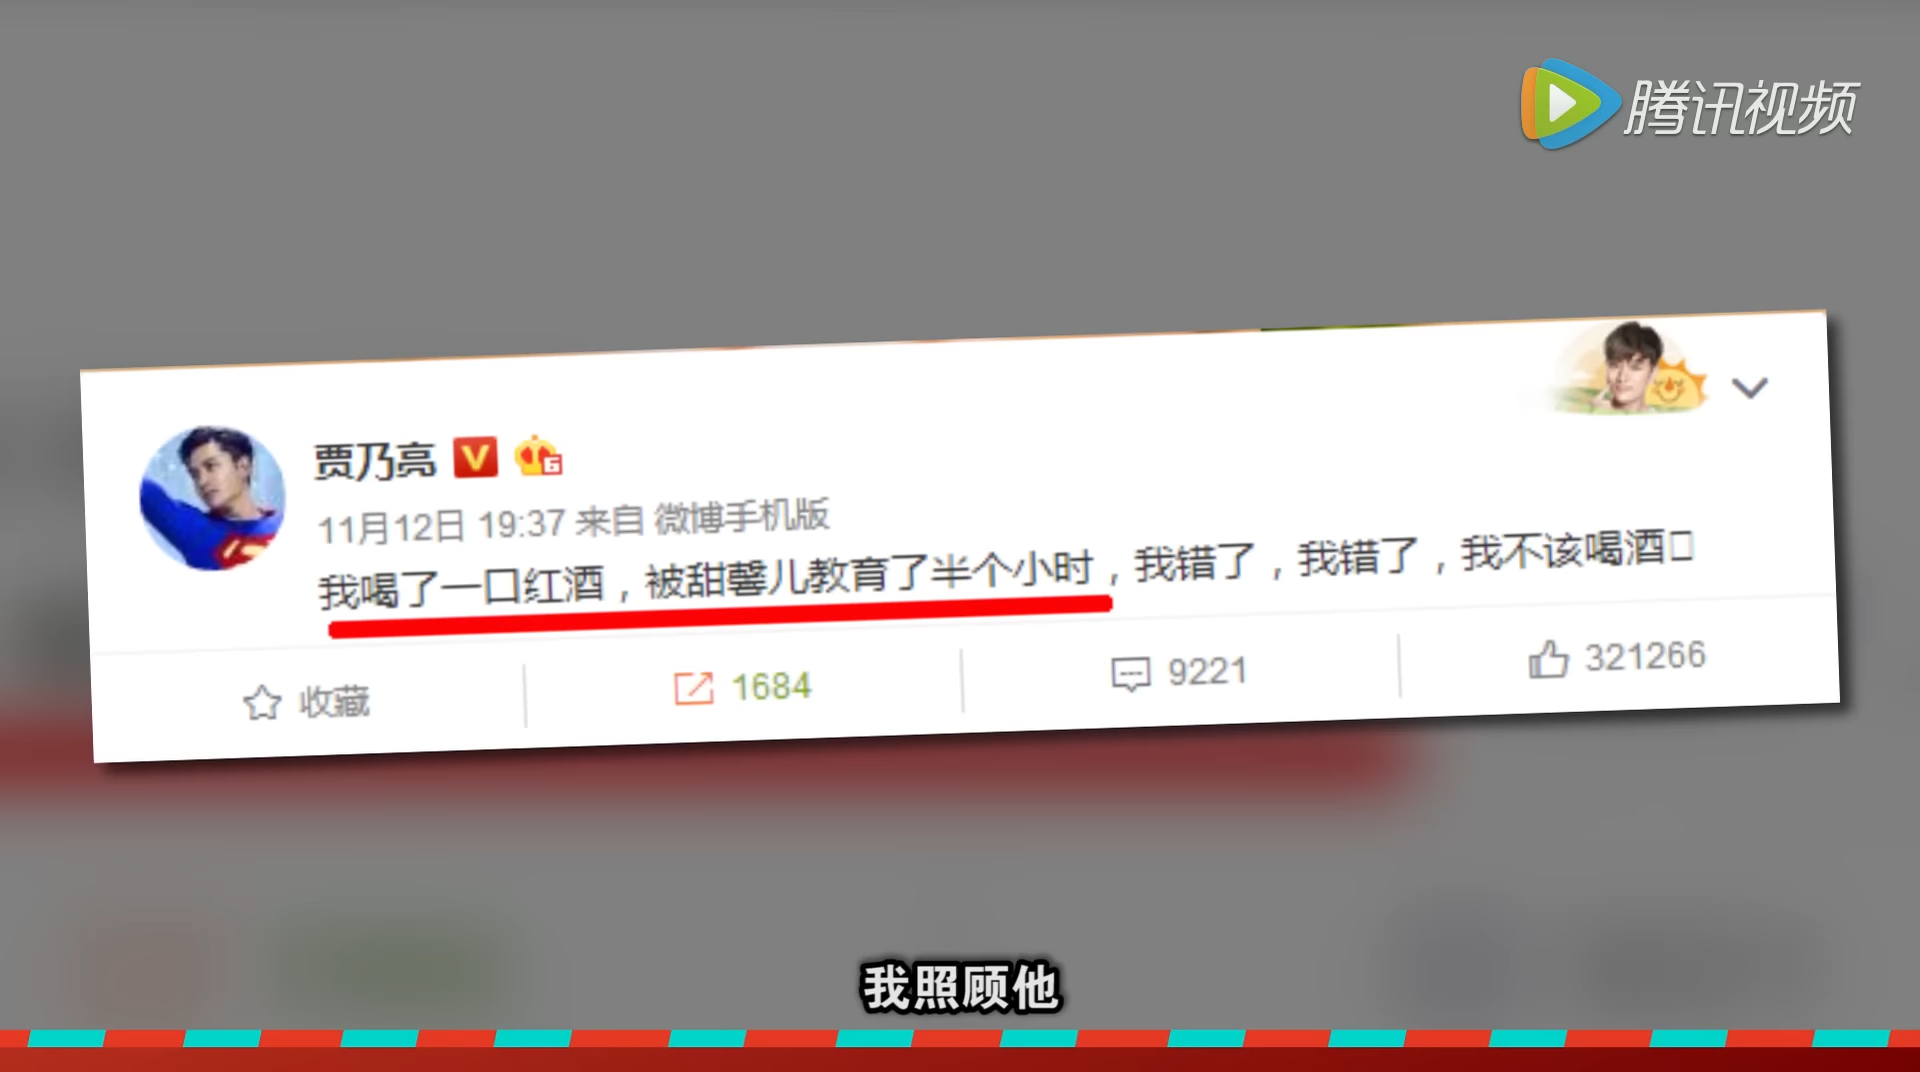 腾讯视频
贾乃亮
11月12日 19:37 来自 微博手机版
我喝了一口红酒，被甜馨儿教育了半个小时，我错了，我错了，我不该喝酒
收藏
1684
9221
321266
我照顾他